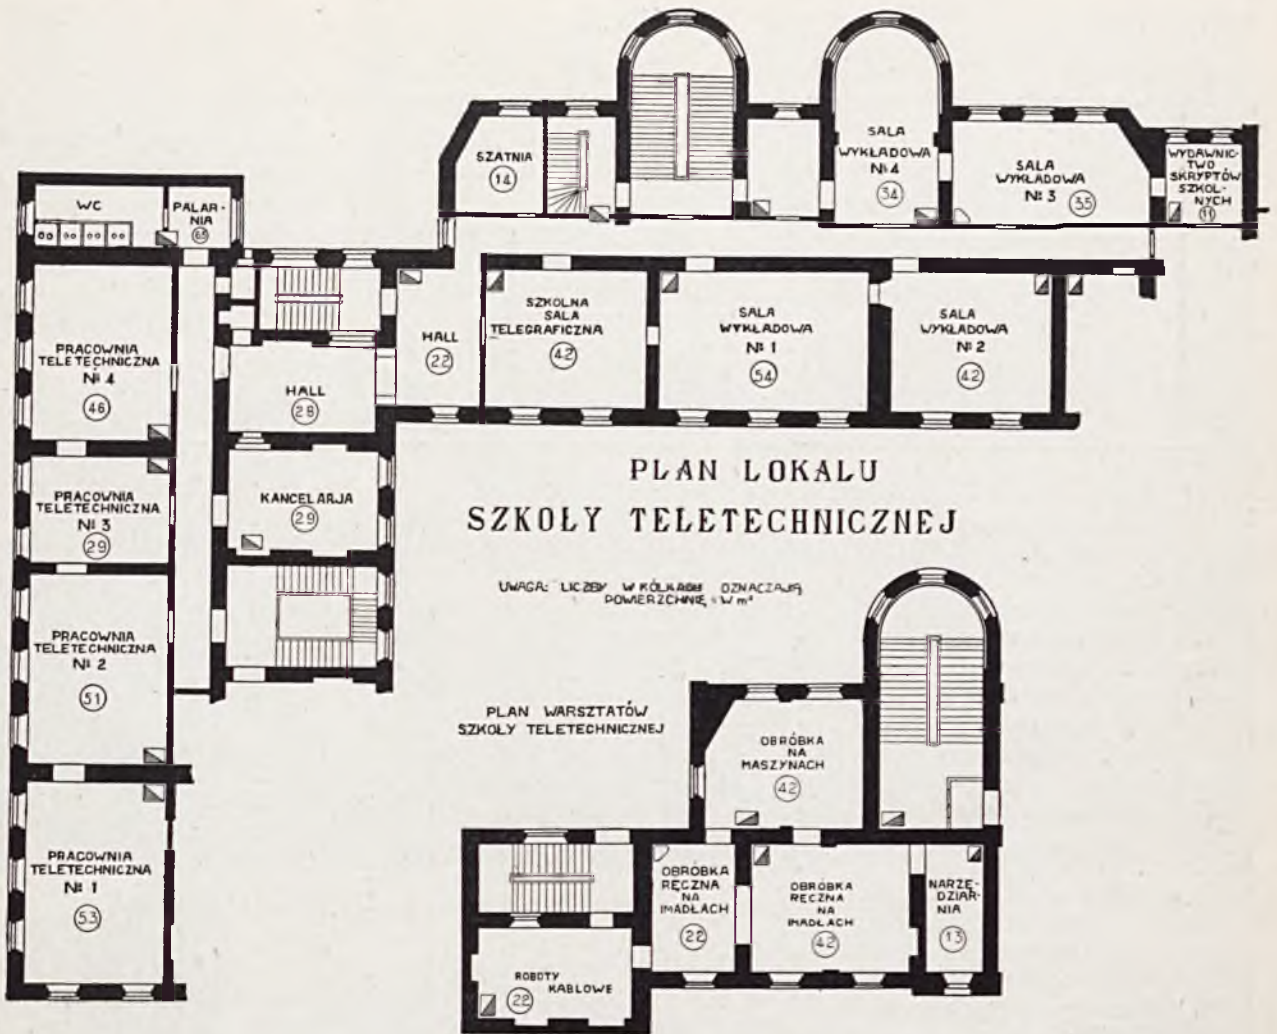 SZATNIA
14
SALA
WYKŁADOWA
Nº 4
34
SALA
WYKŁADOWA
Nº 3
35
WYDAWNIC-
TWO
SKRYPTÓW
SZKOL-
NYCH
11
WC
PALAR-
NIA
PRACOWNIA
TELETECHNICZNA
Nº 4
46
HALL
22
HALL
28
SZKOLNA
SALA
TELEGRAFICZNA
42
SALA
WYKŁADOWA
Nº 1
54
SALA
WYKŁADOWA
Nº 2
42
PRACOWNIA
TELETECHNICZNA
Nº 3
29
KANCELARJA
29
PLAN LOKALU
SZKOŁY TELETECHNICZNEJ
UWAGA: LICZBY W KÓŁKACH OZNACZAJĄ
POWIERZCHNIĘ W m²
PRACOWNIA
TELETECHNICZNA
Nº 2
51
PRACOWNIA
TELETECHNICZNA
Nº 1
53
PLAN WARSZTATÓW
SZKOŁY TELETECHNICZNEJ
OBRÓBKA
NA
MASZYNACH
42
OBRÓBKA
RĘCZNA
NA
IMADŁACH
22
OBRÓBKA
RĘCZNA
NA
IMADŁACH
42
NARZĘ-
DZIAR-
NIA
13
ROBOTY
KABLOWE
22